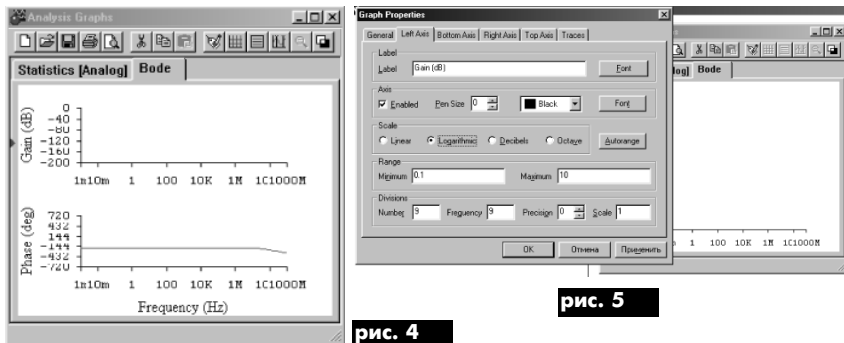 Analysis Graphs
Statistics [Analog] Bode
Gain (dB)
0
-40
-80
-120
-160
-200
1m10m 1 100 10K 1M 1G1000M
Phase (deg)
720
432
144
-144
-432
-720
1m10m 1 100 10K 1M 1G1000M
Frequency (Hz)
рис. 4
Graph Properties
General Left Axis Bottom Axis Right Axis Top Axis Traces
Label
Label Gain (dB) Font
Axis
Enabled Pen Size 0 Black Font
Scale
Linear Logarithmic Decibels Octave Autorange
Range
Minimum 0.1 Maximum 10
Divisions
Number 9 Frequency 9 Precision 0 Scale 1
OK Отмена Применить
Bode
1 100 10K 1M 1G1000M
рис. 5